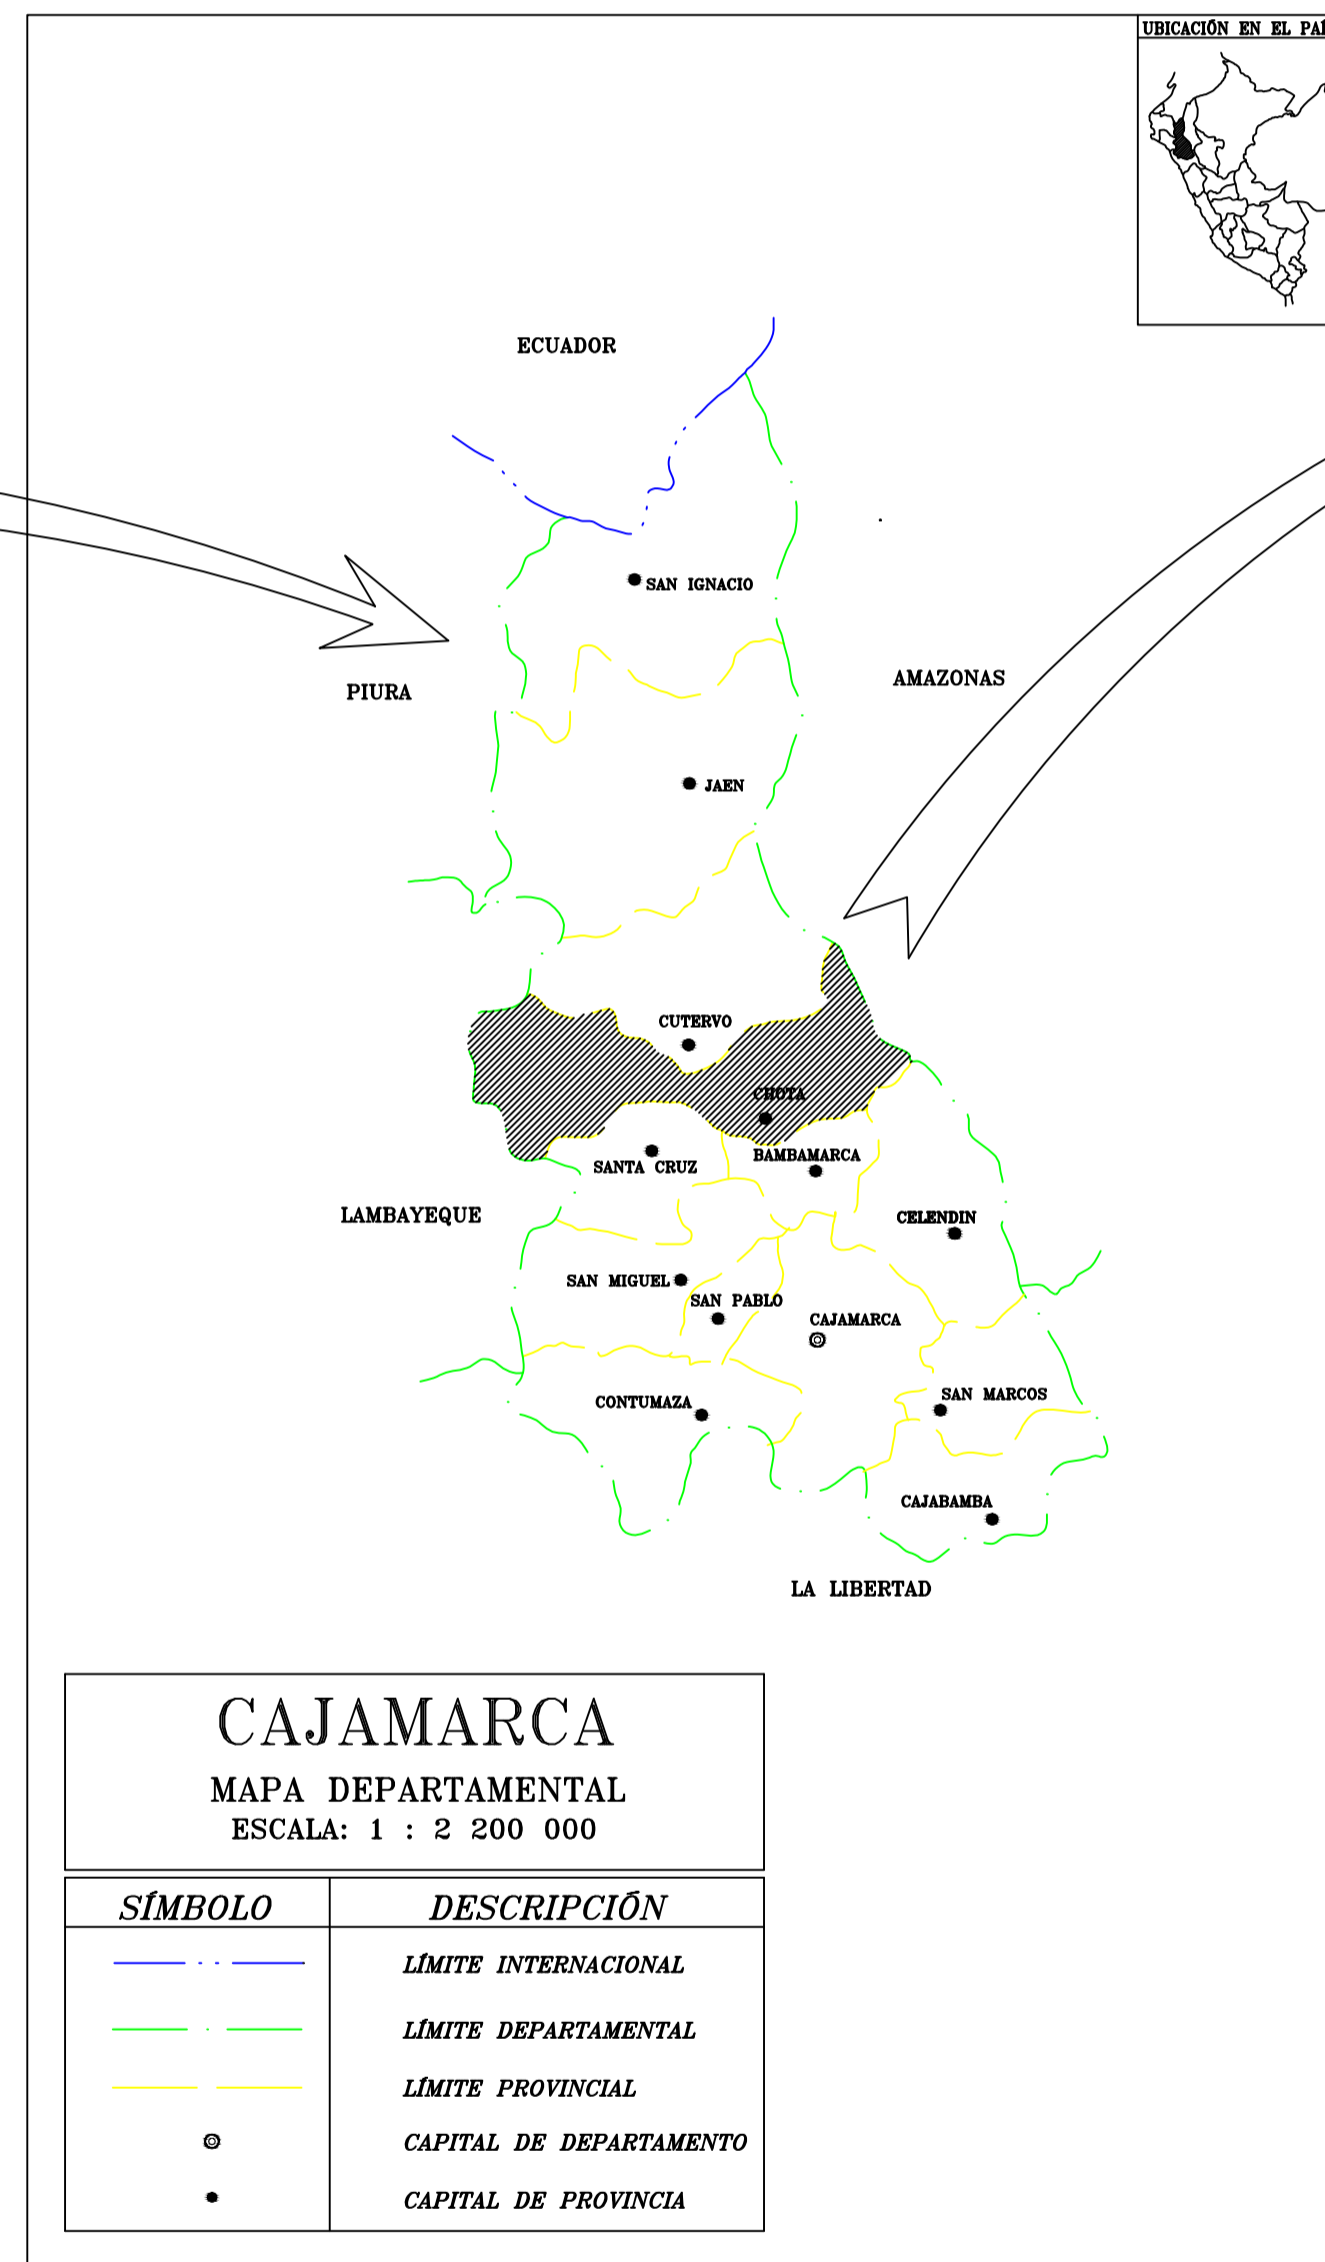 UBICACIÓN EN EL PAÍ
ECUADOR
SAN IGNACIO
PIURA
AMAZONAS
JAEN
CUTERVO
CHOTA
BAMBAMARCA
SANTA CRUZ
LAMBAYEQUE
CELENDIN
SAN MIGUEL
SAN PABLO
CAJAMARCA
SAN MARCOS
CONTUMAZA
CAJABAMBA
LA LIBERTAD
CAJAMARCA
MAPA DEPARTAMENTAL
ESCALA: 1 : 2 200 000
SÍMBOLO DESCRIPCIÓN
LÍMITE INTERNACIONAL
LÍMITE DEPARTAMENTAL
LÍMITE PROVINCIAL
CAPITAL DE DEPARTAMENTO
CAPITAL DE PROVINCIA